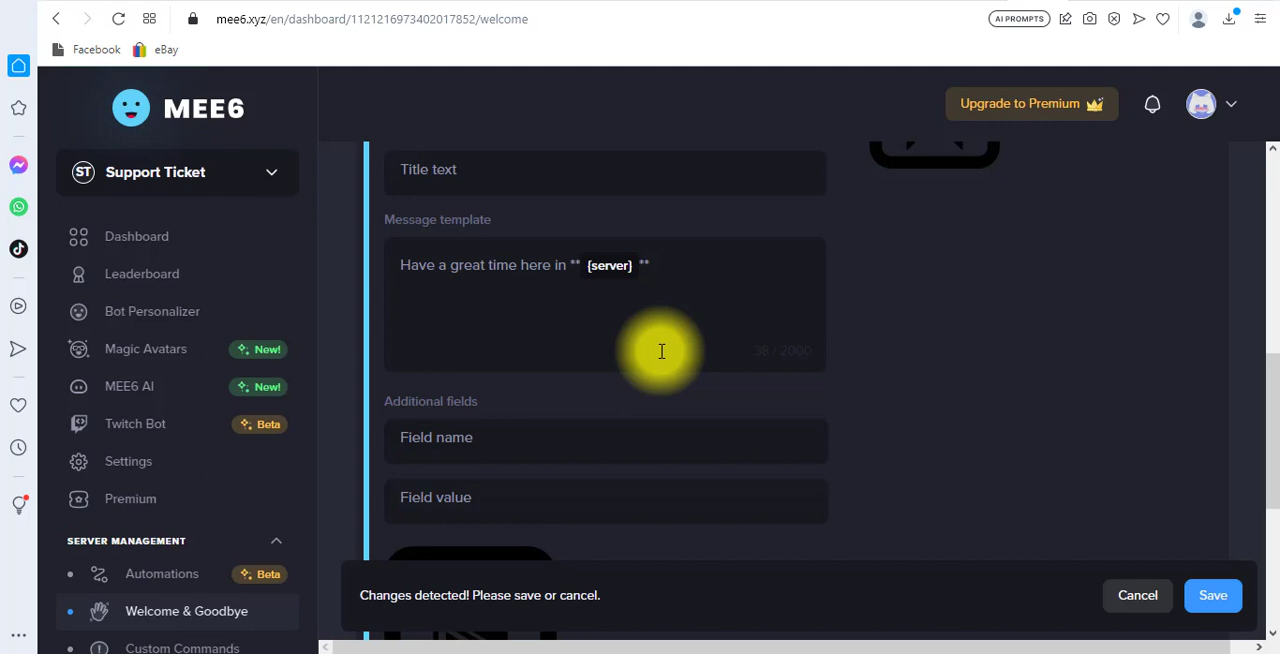 mee6.xyz/en/dashboard/1121216973402017852/welcome
AI PROMPTS
Facebook
eBay
MEE6
Upgrade to Premium
ST Support Ticket
Dashboard
Leaderboard
Bot Personalizer
Magic Avatars New!
MEE6 AI New!
Twitch Bot Beta
Settings
Premium
SERVER MANAGEMENT
Automations Beta
Welcome & Goodbye
Custom Commands
Title text
Message template
Have a great time here in ** {server} **
38 / 2000
Additional fields
Field name
Field value
Changes detected! Please save or cancel.
Cancel
Save